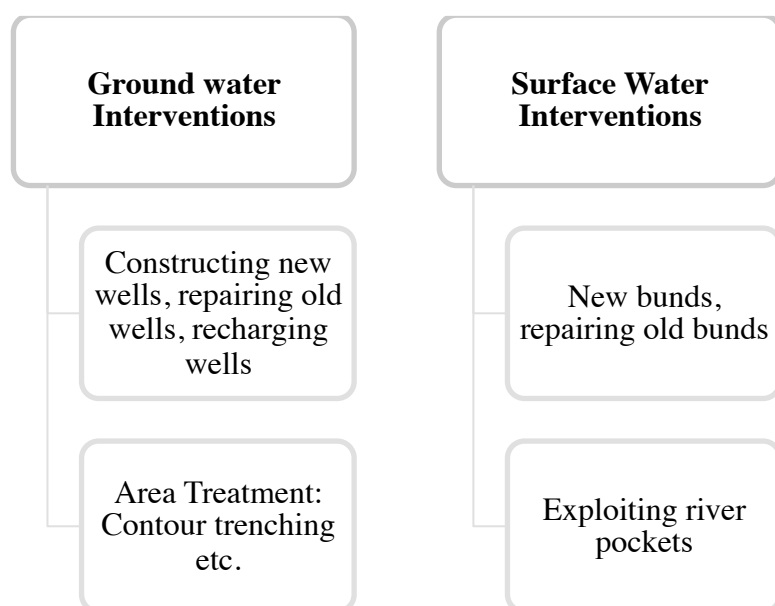 Ground water
Interventions
Constructing new
wells, repairing old
wells, recharging
wells
Area Treatment:
Contour trenching
etc.
Surface Water
Interventions
New bunds,
repairing old bunds
Exploiting river
pockets